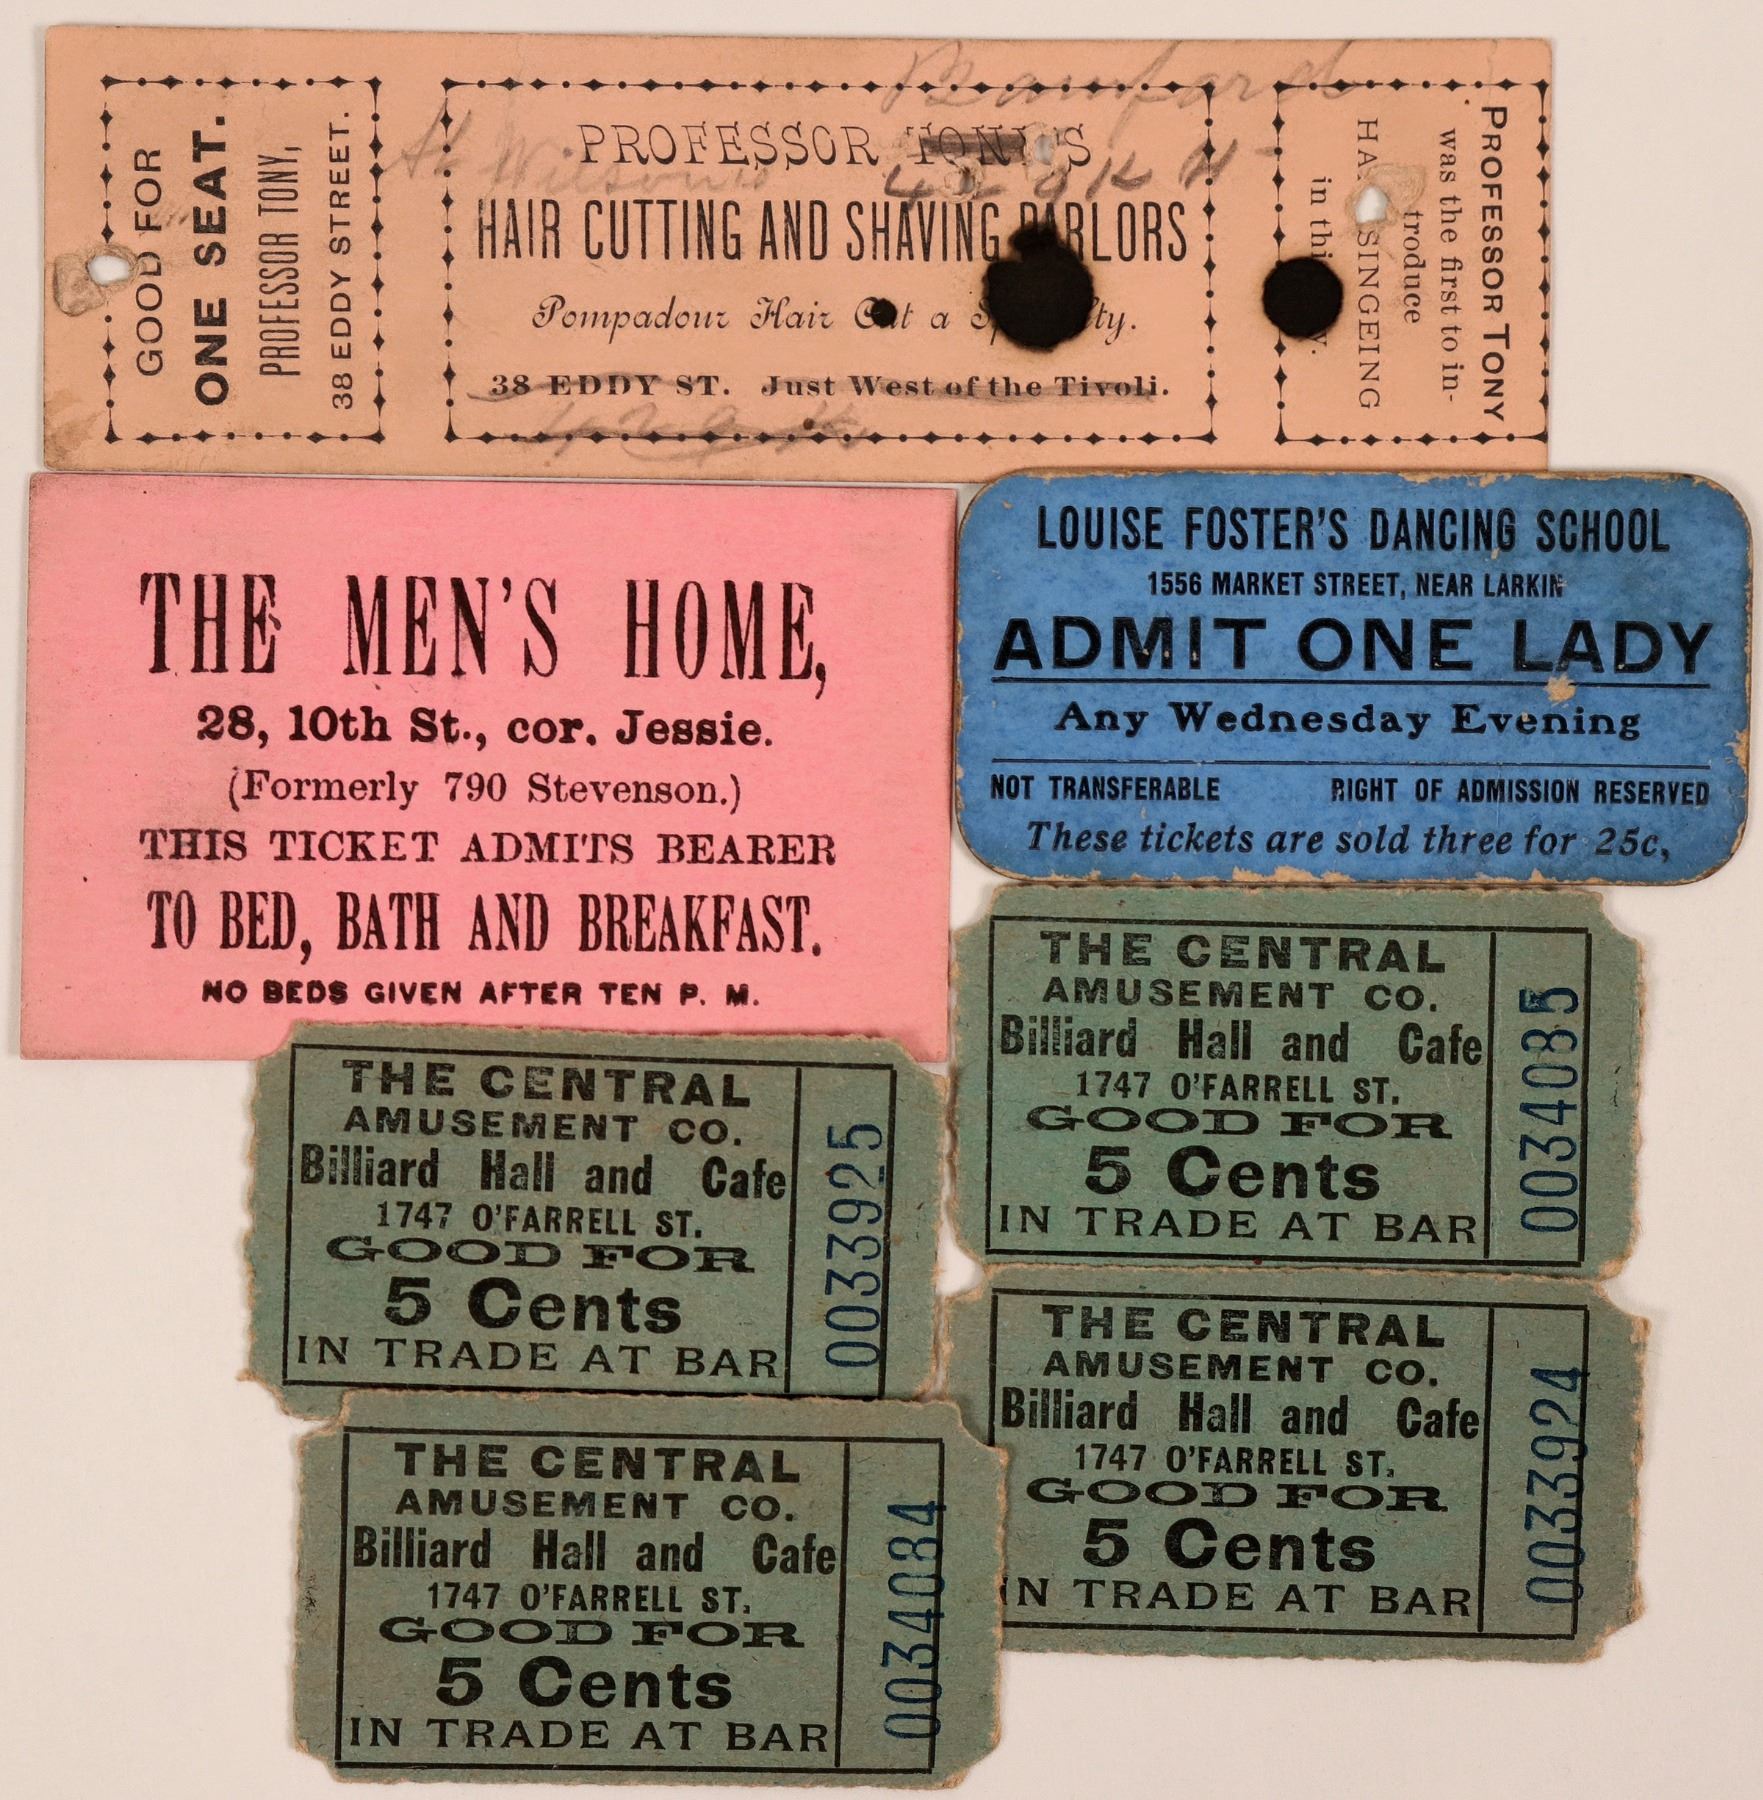 GOOD FOR
ONE SEAT.
PROFESSOR TONY,
38 EDDY STREET.
Bamford
PROFESSOR TONY'S
Wilson's
HAIR CUTTING AND SHAVING PARLORS
Pompadour Hair Cut a Specialty.
38 EDDY ST. Just West of the Tivoli.
PROFESSOR TONY
was the first to in-
troduce
HAIR SINGEING
in this
THE MEN'S HOME,
28, 10th St., cor. Jessie.
(Formerly 790 Stevenson.)
THIS TICKET ADMITS BEARER
TO BED, BATH AND BREAKFAST.
NO BEDS GIVEN AFTER TEN P. M.
LOUISE FOSTER'S DANCING SCHOOL
1556 MARKET STREET, NEAR LARKIN
ADMIT ONE LADY
Any Wednesday Evening
NOT TRANSFERABLE RIGHT OF ADMISSION RESERVED
These tickets are sold three for 25c,
THE CENTRAL
AMUSEMENT CO.
Billiard Hall and Cafe
1747 O'FARRELL ST.
GOOD FOR
5 Cents
IN TRADE AT BAR
0034085
THE CENTRAL
AMUSEMENT CO.
Billiard Hall and Cafe
1747 O'FARRELL ST.
GOOD FOR
5 Cents
IN TRADE AT BAR
0033925
THE CENTRAL
AMUSEMENT CO.
Billiard Hall and Cafe
1747 O'FARRELL ST.
GOOD FOR
5 Cents
IN TRADE AT BAR
0033924
THE CENTRAL
AMUSEMENT CO.
Billiard Hall and Cafe
1747 O'FARRELL ST.
GOOD FOR
5 Cents
IN TRADE AT BAR
0034084